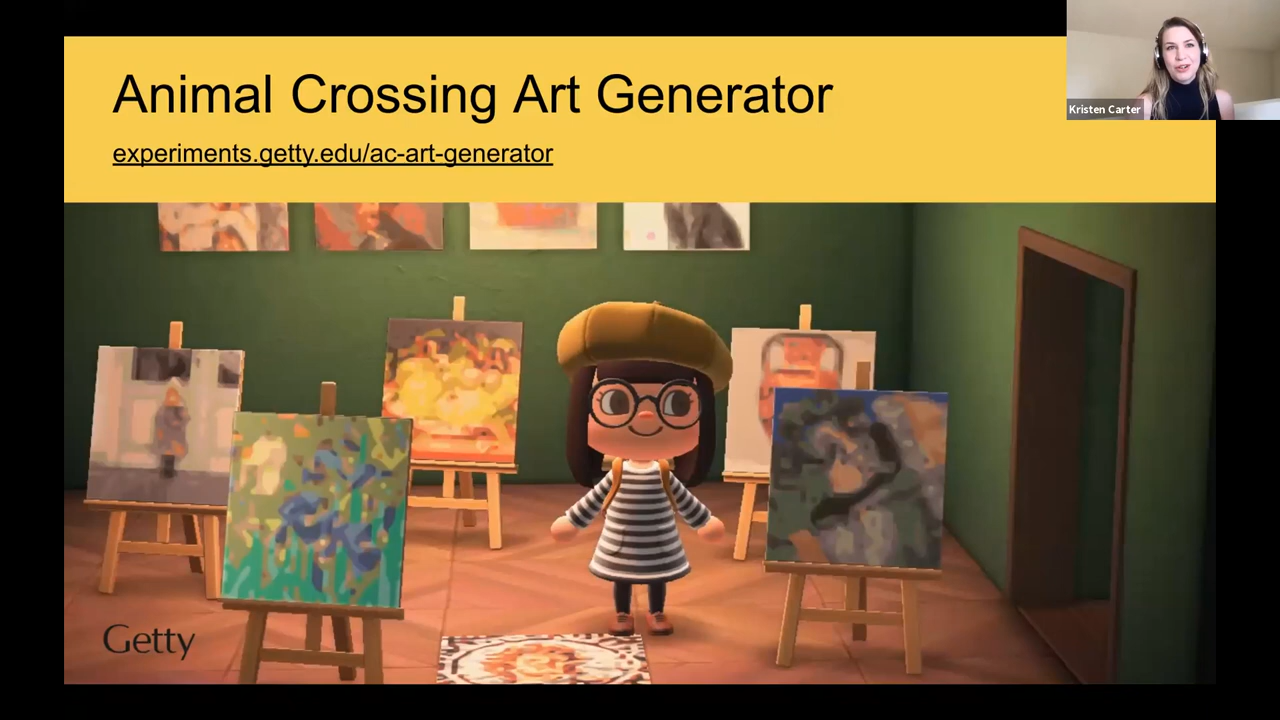 Animal Crossing Art Generator
experiments.getty.edu/ac-art-generator
Kristen Carter
Getty